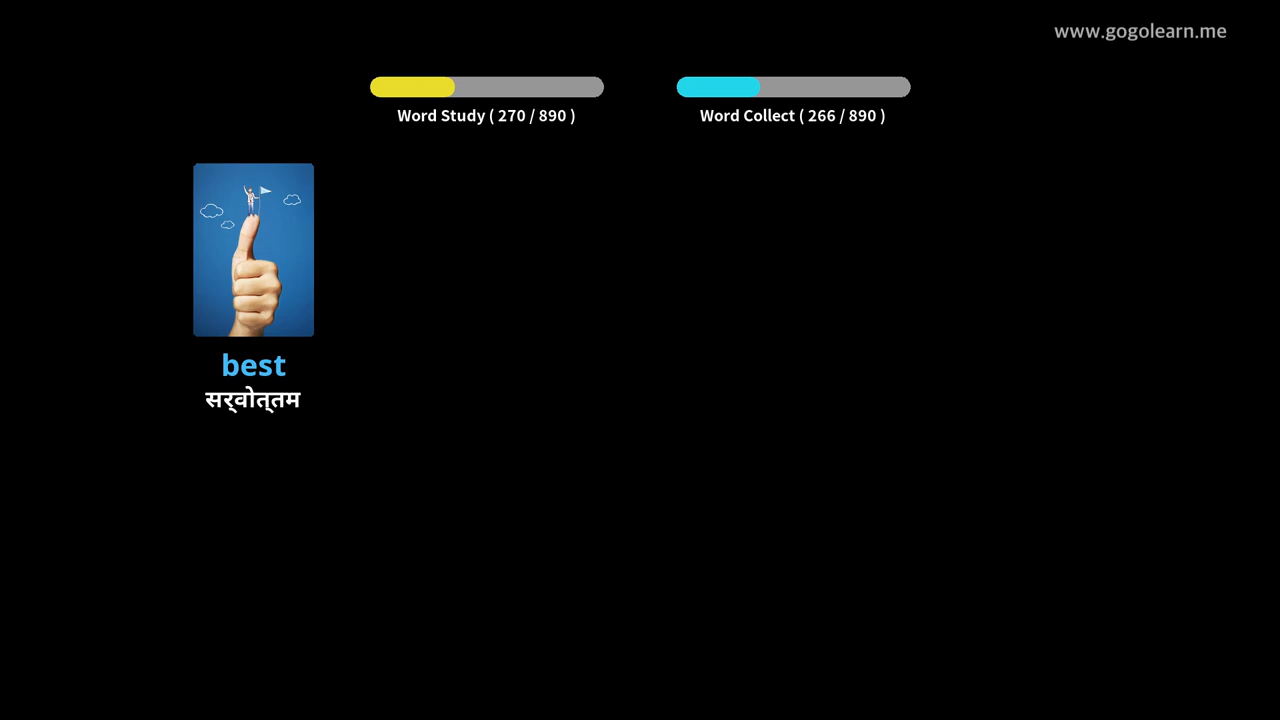 www.gogolearn.me
Word Study ( 270 / 890 )
Word Collect ( 266 / 890 )
best
सर्वोत्तम